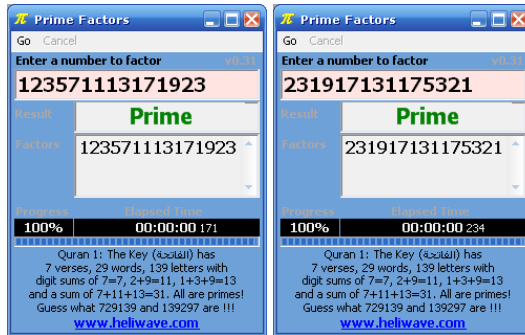 Prime Factors
Go Cancel
Enter a number to factor v0.31
123571113171923
Result Prime
Factors 123571113171923
Progress Elapsed Time
100% 00:00:00 171
Quran 1: The Key (الفاتحة) has
7 verses, 29 words, 139 letters with
digit sums of 7=7, 2+9=11, 1+3+9=13
and a sum of 7+11+13=31. All are primes!
Guess what 729139 and 139297 are !!!
www.heliwave.com
Prime Factors
Go Cancel
Enter a number to factor v0.31
231917131175321
Result Prime
Factors 231917131175321
Progress Elapsed Time
100% 00:00:00 234
Quran 1: The Key (الفاتحة) has
7 verses, 29 words, 139 letters with
digit sums of 7=7, 2+9=11, 1+3+9=13
and a sum of 7+11+13=31. All are primes!
Guess what 729139 and 139297 are !!!
www.heliwave.com